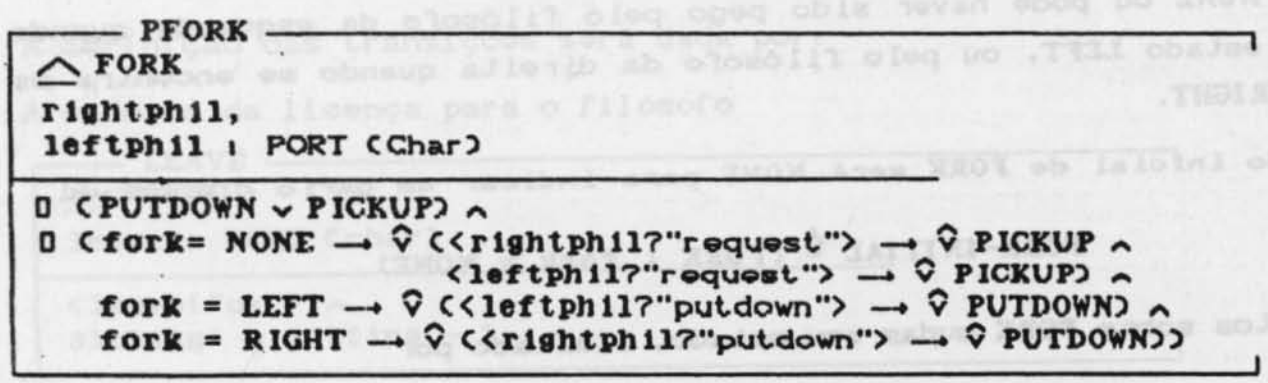 PFORK
⌒ FORK
rightphil,
leftphil : PORT (Char)
□ (PUTDOWN ∨ PICKUP) ∧
□ (fork= NONE → ◊ (<rightphil?"request"> → ◊ PICKUP ∧
<leftphil?"request"> → ◊ PICKUP) ∧
fork = LEFT → ◊ (<leftphil?"putdown"> → ◊ PUTDOWN) ∧
fork = RIGHT → ◊ (<rightphil?"putdown"> → ◊ PUTDOWN))